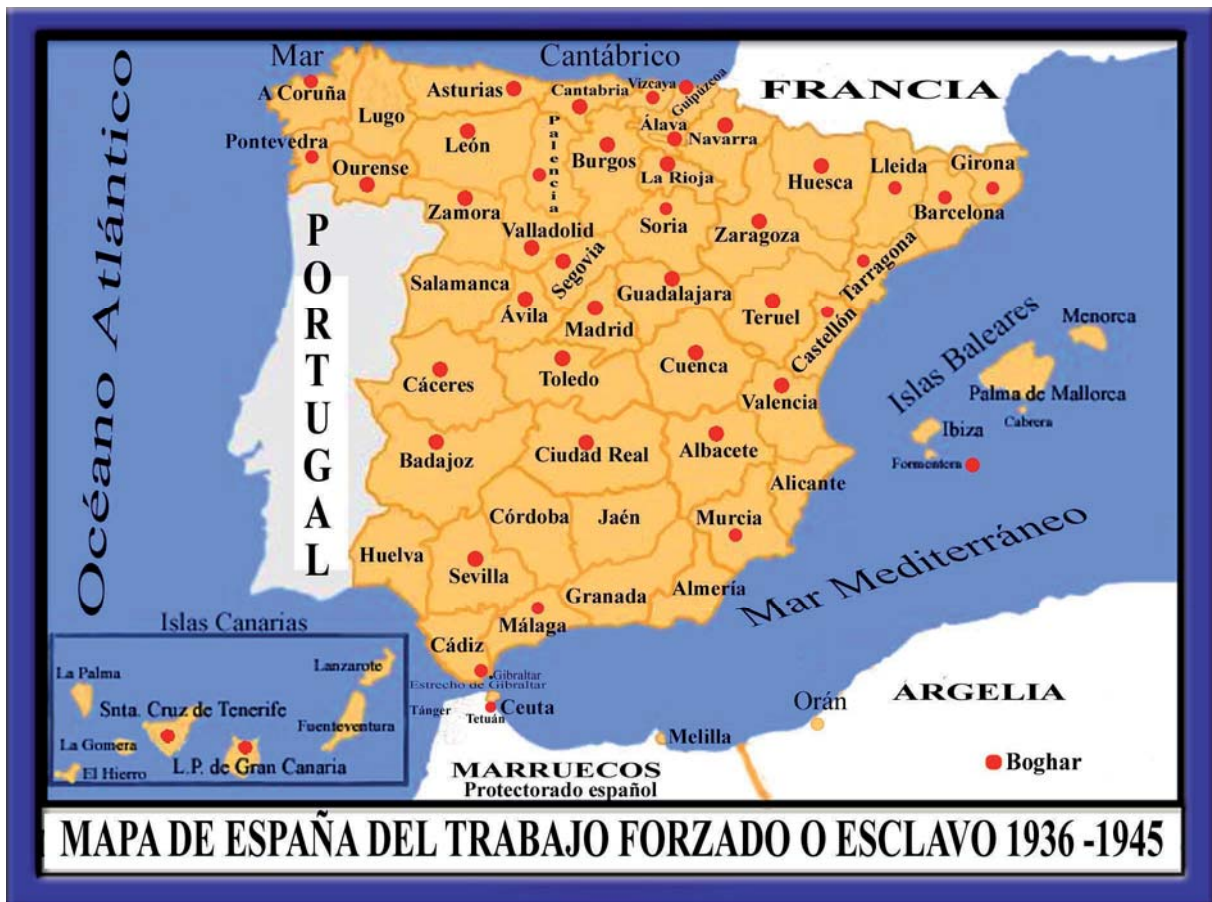 Mar Cantábrico
Océano Atlántico
FRANCIA
A Coruña
Lugo
Asturias
Cantabria
Vizcaya
Guipúzcoa
Pontevedra
Ourense
León
Palencia
Burgos
Álava
Navarra
La Rioja
Huesca
Lleida
Girona
Barcelona
PORTUGAL
Zamora
Valladolid
Segovia
Soria
Zaragoza
Tarragona
Salamanca
Ávila
Madrid
Guadalajara
Teruel
Castellón
Islas Baleares
Menorca
Palma de Mallorca
Cabrera
Ibiza
Formentera
Cáceres
Toledo
Cuenca
Valencia
Badajoz
Ciudad Real
Albacete
Alicante
Córdoba
Jaén
Murcia
Huelva
Sevilla
Granada
Almería
Málaga
Cádiz
Mar Mediterráneo
Gibraltar
Estrecho de Gibraltar
Tánger
Tetuán
Ceuta
Melilla
Orán
ARGELIA
Boghar
MARRUECOS
Protectorado español
Islas Canarias
La Palma
Lanzarote
Snta. Cruz de Tenerife
Fuenteventura
La Gomera
El Hierro
L.P. de Gran Canaria
MAPA DE ESPAÑA DEL TRABAJO FORZADO O ESCLAVO 1936 -1945